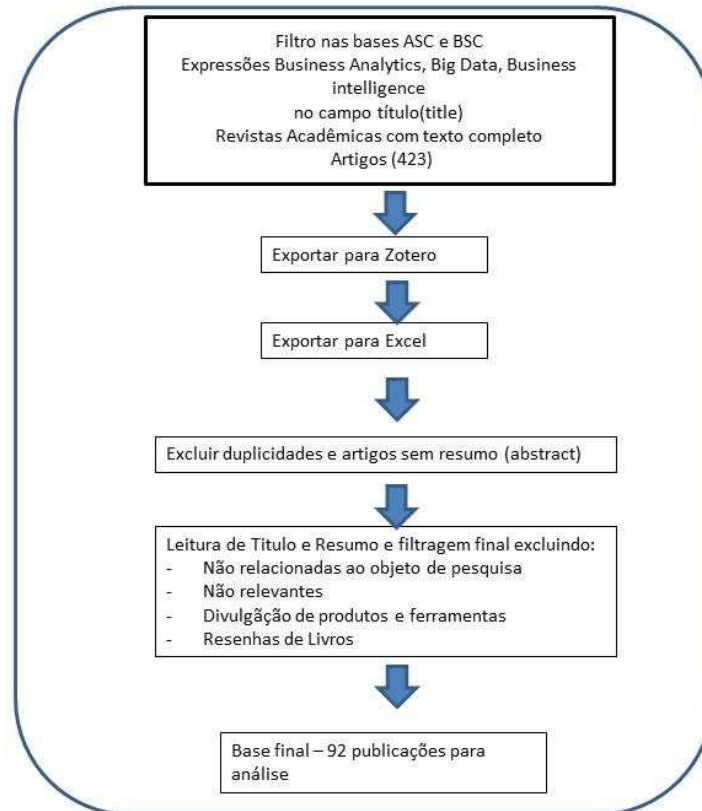 Filtro nas bases ASC e BSC
Expressões Business Analytics, Big Data, Business
intelligence
no campo título(title)
Revistas Acadêmicas com texto completo
Artigos (423)
Exportar para Zotero
Exportar para Excel
Excluir duplicidades e artigos sem resumo (abstract)
Leitura de Titulo e Resumo e filtragem final excluindo:
- Não relacionadas ao objeto de pesquisa
- Não relevantes
- Divulgção de produtos e ferramentas
- Resenhas de Livros
Base final – 92 publicações para
análise